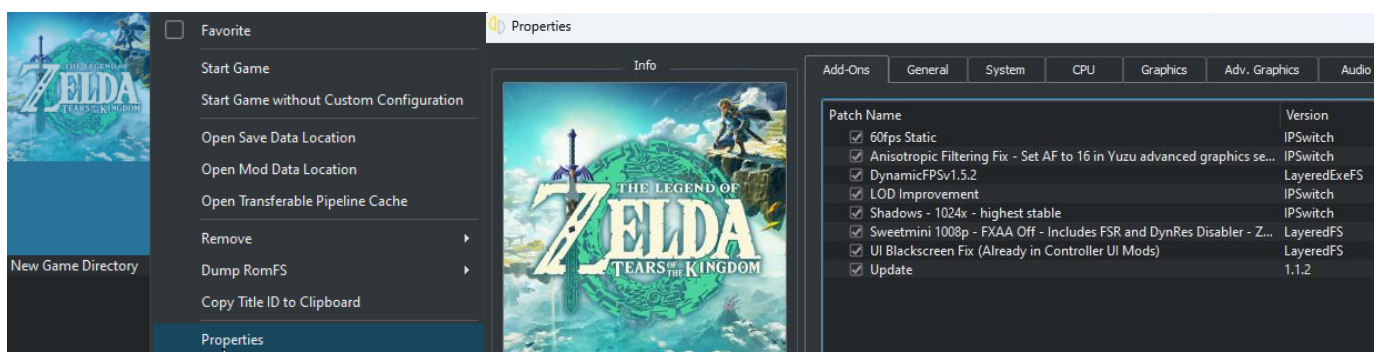 Favorite
Start Game
Start Game without Custom Configuration
Open Save Data Location
Open Mod Data Location
Open Transferable Pipeline Cache
Remove
Dump RomFS
Copy Title ID to Clipboard
Properties
THE LEGEND OF
ZELDA
TEARS OF THE KINGDOM
New Game Directory
Properties
Info
THE LEGEND OF
ZELDA
TEARS OF THE KINGDOM
Add-Ons General System CPU Graphics Adv. Graphics Audio
Patch Name Version
60fps Static IPSwitch
Anisotropic Filtering Fix - Set AF to 16 in Yuzu advanced graphics se... IPSwitch
DynamicFPSv1.5.2 LayeredExeFS
LOD Improvement IPSwitch
Shadows - 1024x - highest stable IPSwitch
Sweetmini 1008p - FXAA Off - Includes FSR and DynRes Disabler - Z... LayeredFS
UI Blackscreen Fix (Already in Controller UI Mods) LayeredFS
Update 1.1.2